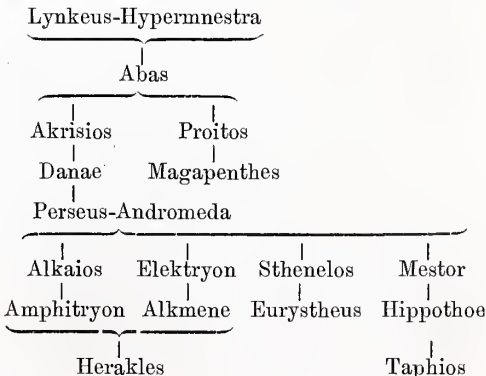 Lynkeus-Hypermnestra
Abas
Akrisios Proitos
Danae Magapenthes
Perseus-Andromeda
Alkaios Elektryon Sthenelos Mestor
Amphitryon Alkmene Eurystheus Hippothoe
Herakles Taphios